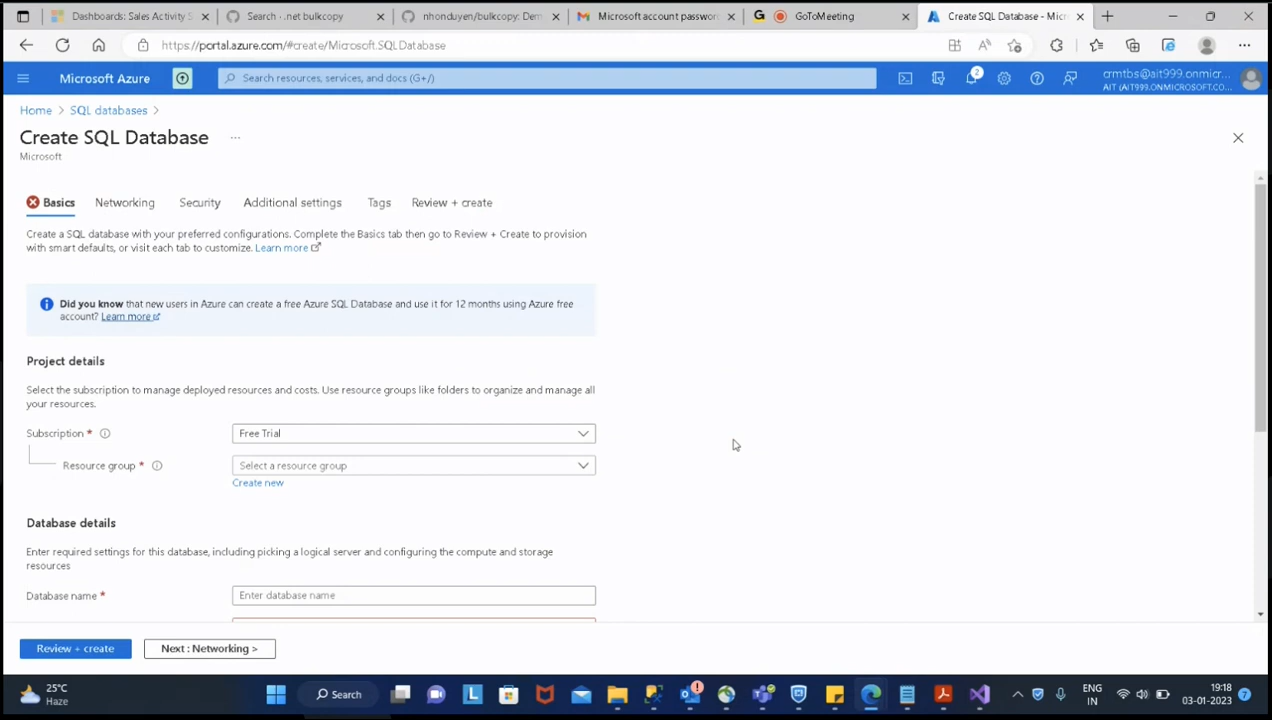 Dashboards: Sales Activity S
Search · .net bulkcopy
nhonduyen/bulkcopy: Dem
Microsoft account passwor
GoToMeeting
Create SQL Database - Micr
https://portal.azure.com/#create/Microsoft.SQLDatabase
Microsoft Azure
Search resources, services, and docs (G+/)
2
crmtbs@ait999.onmicr...
AIT (AIT999.ONMICROSOFT.CO...
Home > SQL databases >
Create SQL Database ...
Microsoft
Basics Networking Security Additional settings Tags Review + create
Create a SQL database with your preferred configurations. Complete the Basics tab then go to Review + Create to provision
with smart defaults, or visit each tab to customize. Learn more
Did you know that new users in Azure can create a free Azure SQL Database and use it for 12 months using Azure free
account? Learn more
Project details
Select the subscription to manage deployed resources and costs. Use resource groups like folders to organize and manage all
your resources.
Subscription *
Free Trial
Resource group *
Select a resource group
Create new
Database details
Enter required settings for this database, including picking a logical server and configuring the compute and storage
resources
Database name *
Enter database name
Review + create
Next : Networking >
25°C
Haze
Search
ENG
IN
19:18
03-01-2023
7